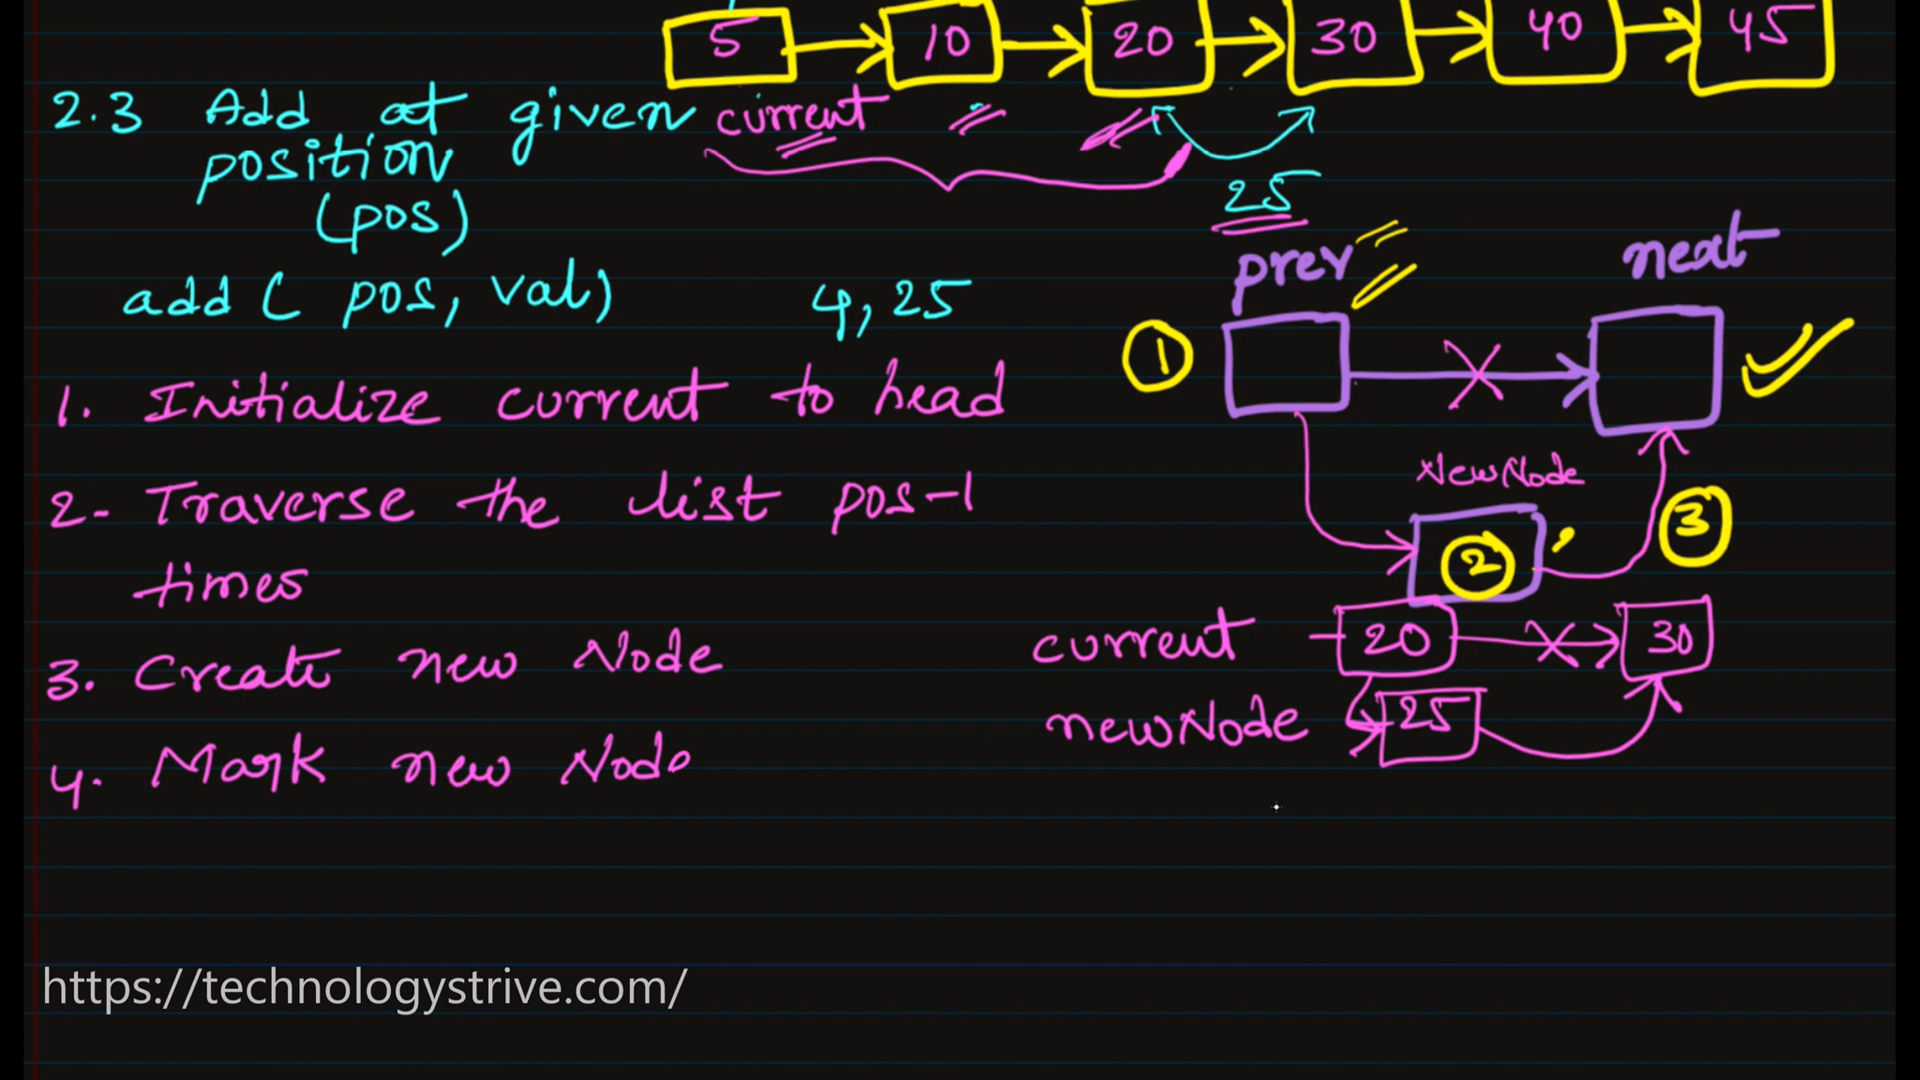 5 10 20 30 40 45
2.3 Add at given
position
(pos)
current
25
add ( pos, val)
4, 25
prev
next
1
1. Initialize current to head
2- Traverse the list pos-1
times
NewNode
2
3
3. Create new Node
current 20 30
4. Mark new Node
newNode 25
https://technologystrive.com/